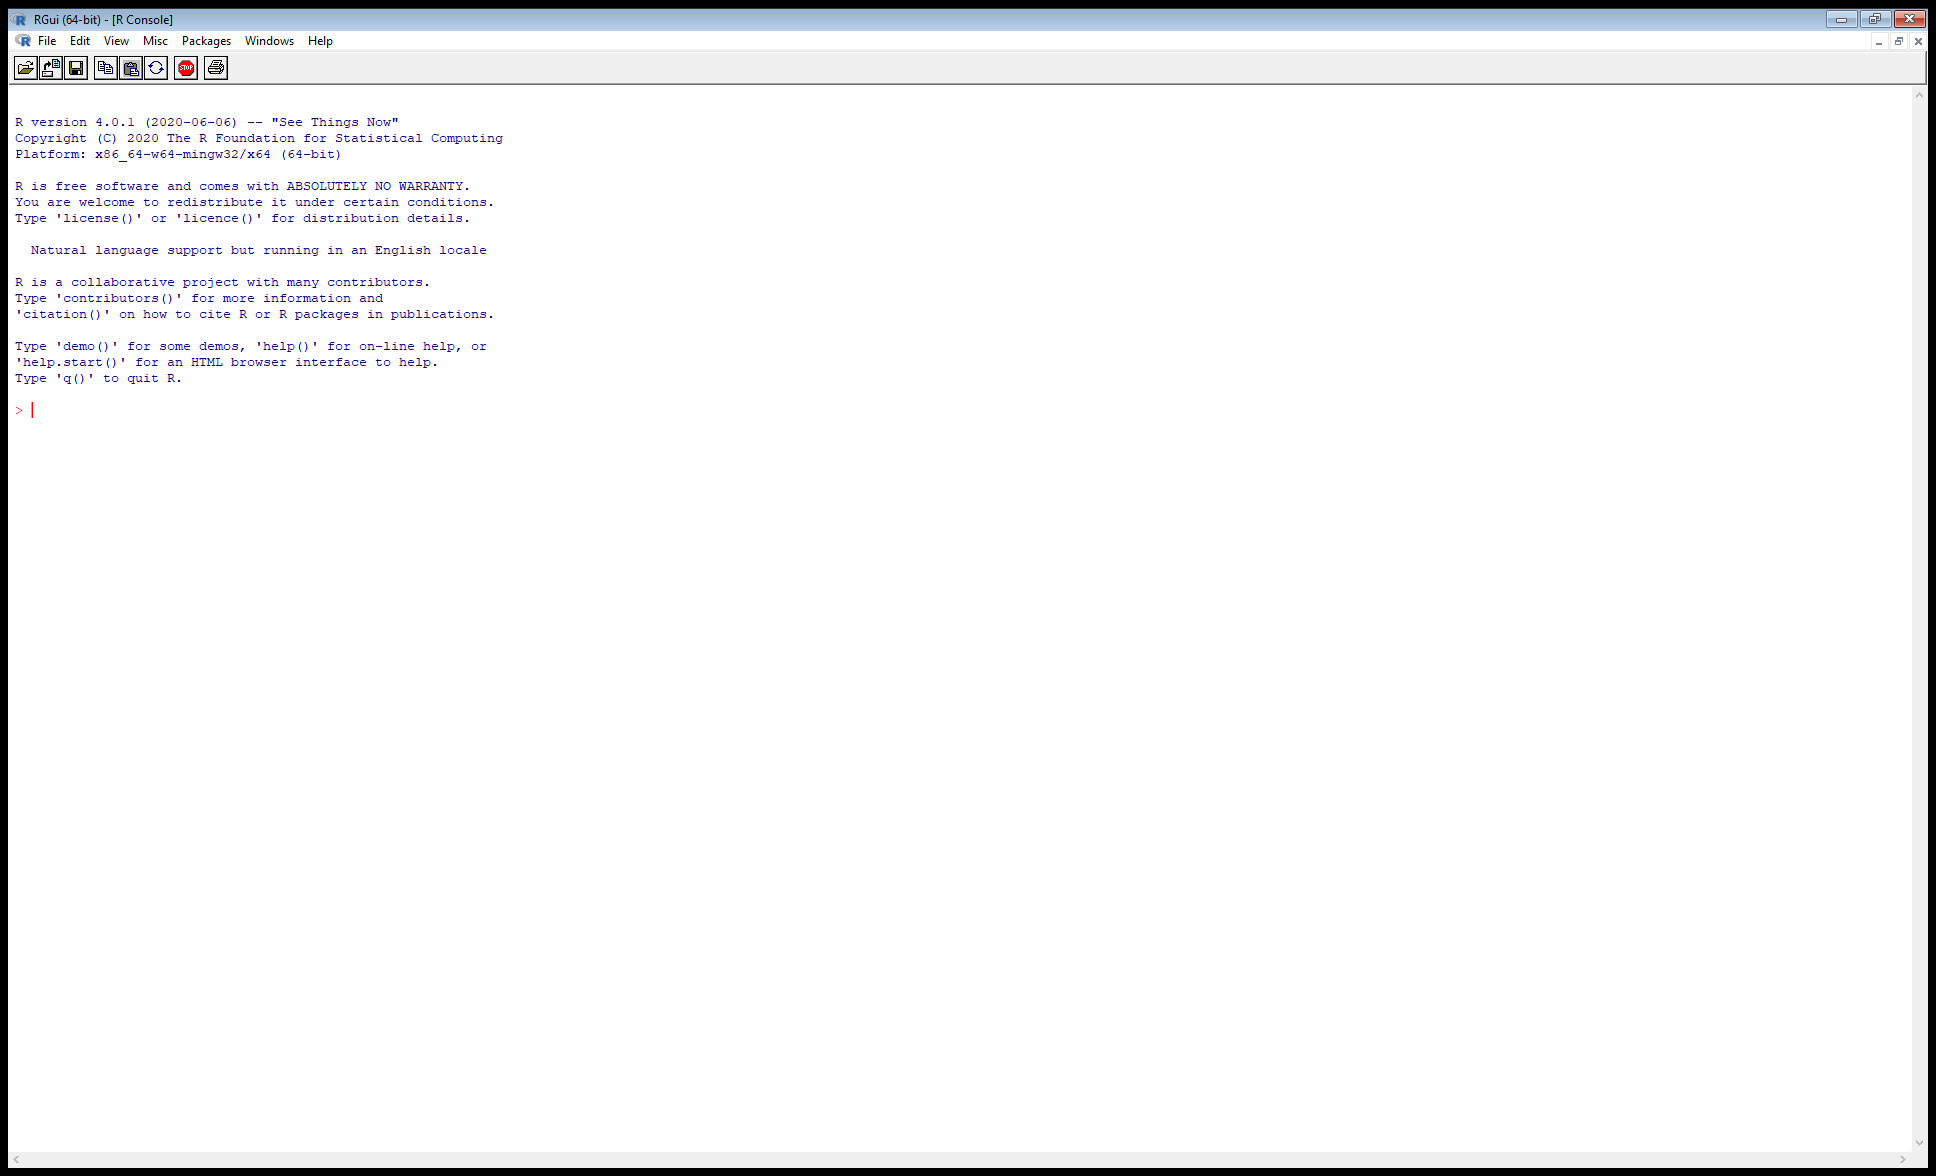 RGui (64-bit) - [R Console]
File Edit View Misc Packages Windows Help
STOP
R version 4.0.1 (2020-06-06) -- "See Things Now"
Copyright (C) 2020 The R Foundation for Statistical Computing
Platform: x86_64-w64-mingw32/x64 (64-bit)
R is free software and comes with ABSOLUTELY NO WARRANTY.
You are welcome to redistribute it under certain conditions.
Type 'license()' or 'licence()' for distribution details.
Natural language support but running in an English locale
R is a collaborative project with many contributors.
Type 'contributors()' for more information and
'citation()' on how to cite R or R packages in publications.
Type 'demo()' for some demos, 'help()' for on-line help, or
'help.start()' for an HTML browser interface to help.
Type 'q()' to quit R.
>